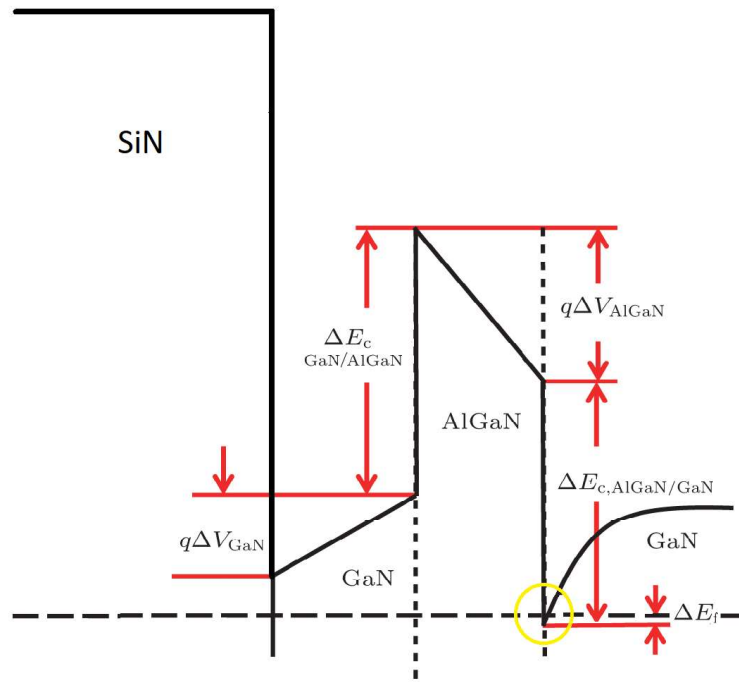 SiN
ΔE_c
GaN/AlGaN
qΔV_AlGaN
AlGaN
ΔE_c,AlGaN/GaN
qΔV_GaN
GaN
GaN
ΔE_f